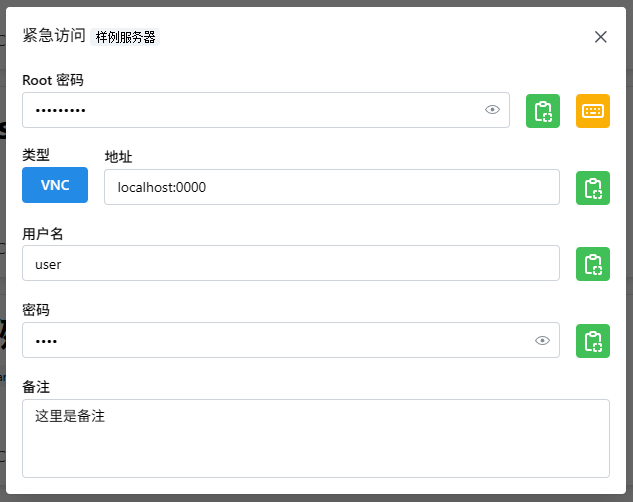 紧急访问 样例服务器
Root 密码
•••••••••
类型
地址
VNC
localhost:0000
用户名
user
密码
••••
备注
这里是备注